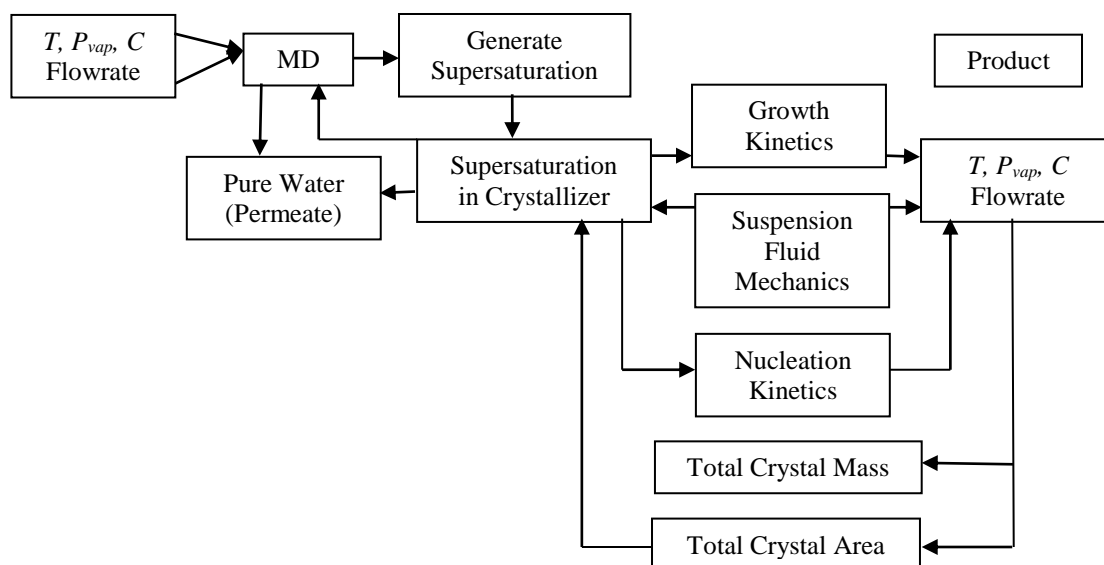 T, Pvap, C
Flowrate
MD
Generate
Supersaturation
Product
Growth
Kinetics
Pure Water
(Permeate)
Supersaturation
in Crystallizer
T, Pvap, C
Flowrate
Suspension
Fluid
Mechanics
Nucleation
Kinetics
Total Crystal Mass
Total Crystal Area